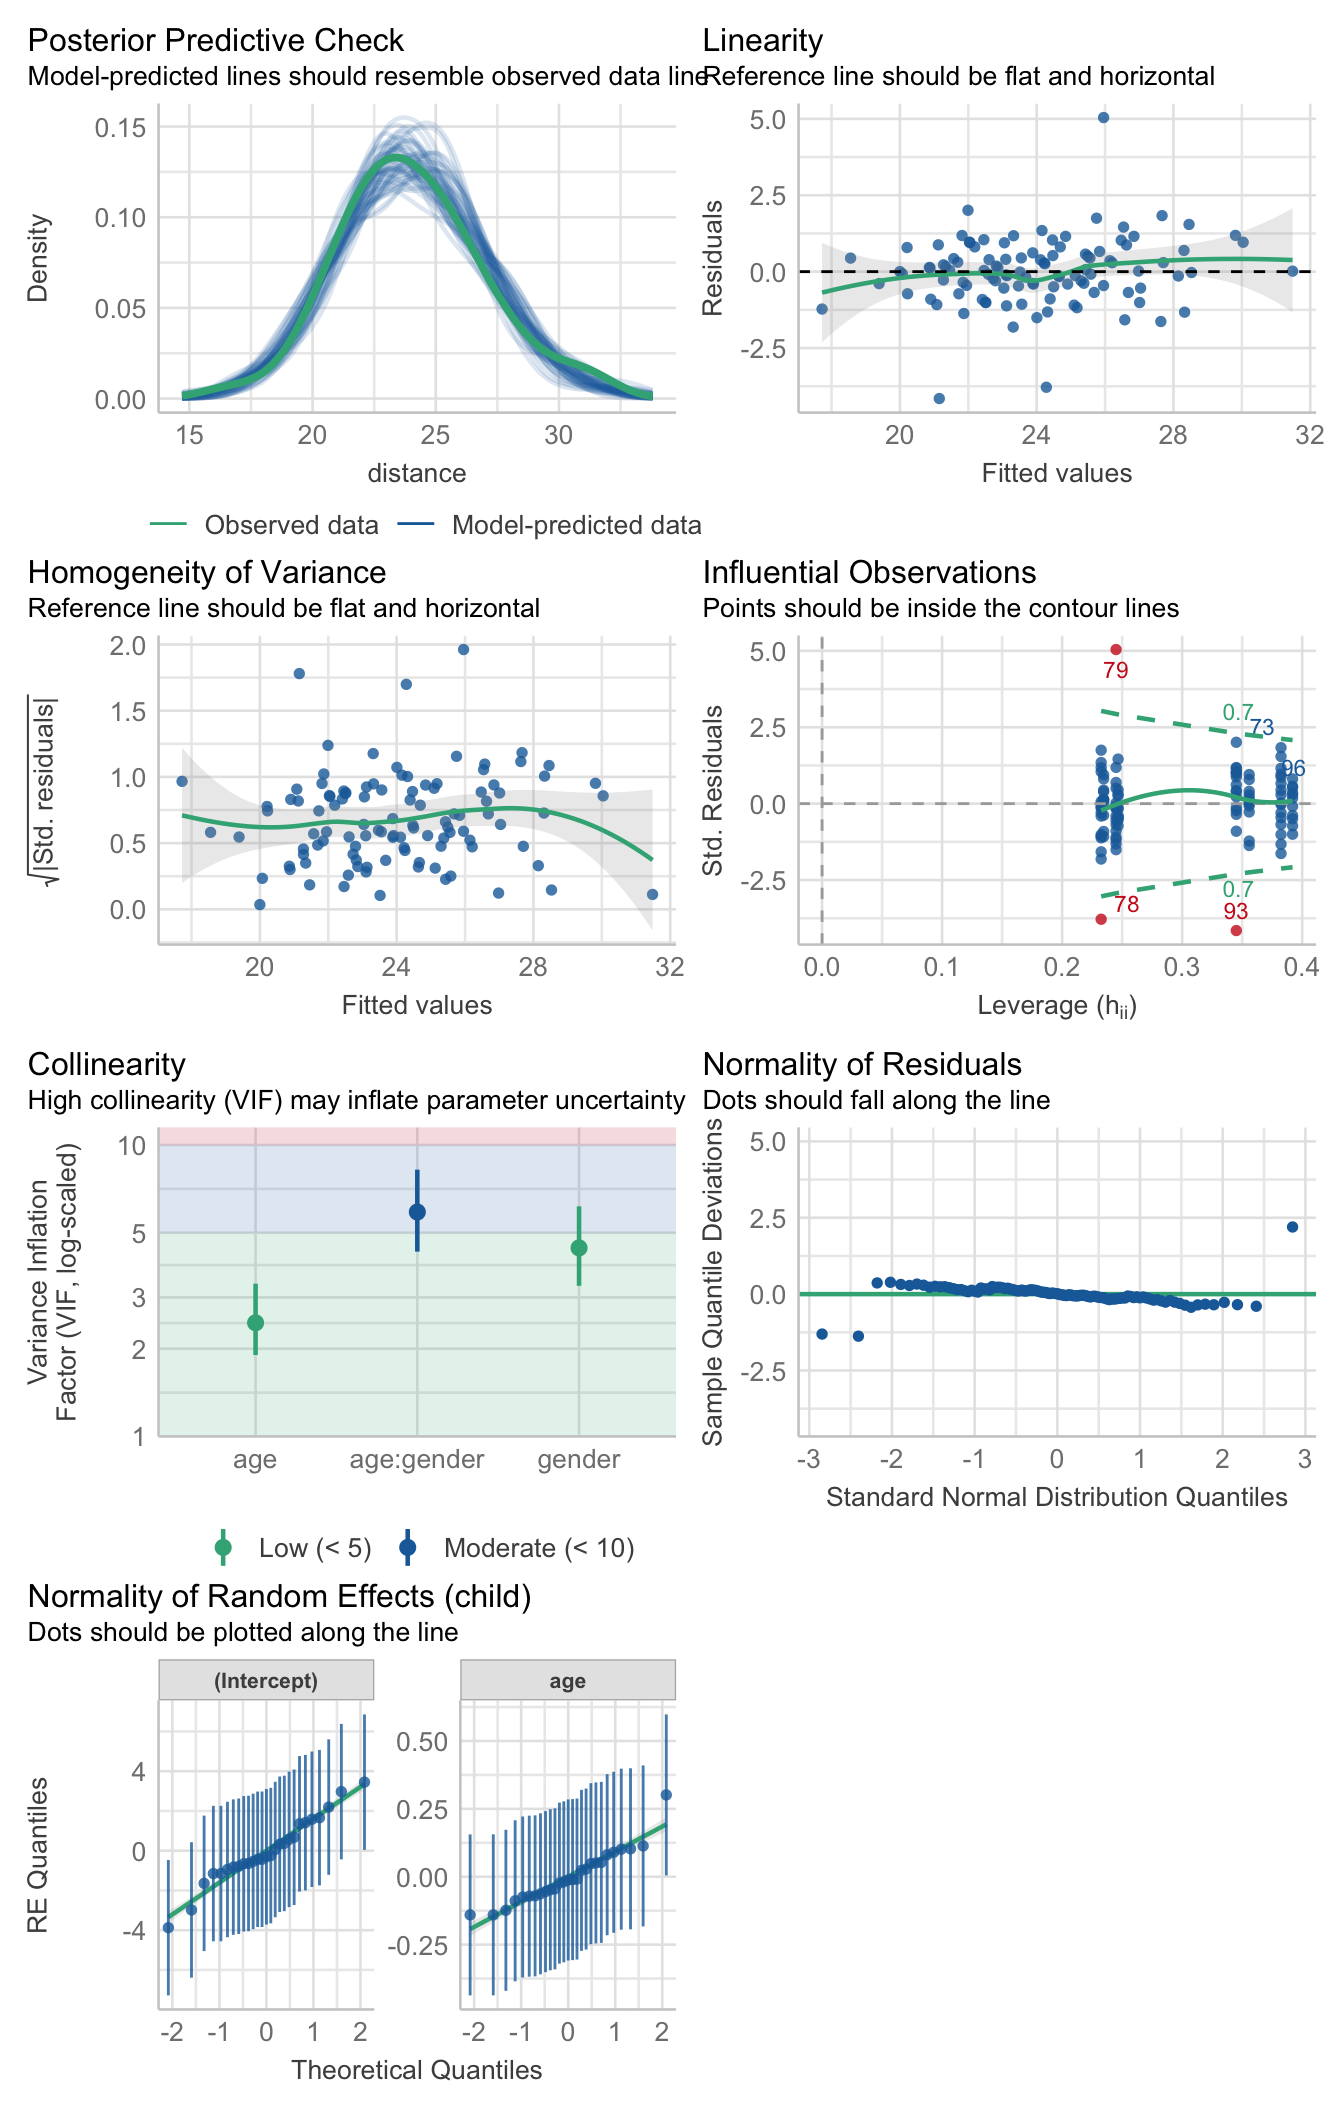 Posterior Predictive Check
Model-predicted lines should resemble observed data line
0.15
0.10
0.05
0.00
Density
15 20 25 30
distance
Observed data Model-predicted data
Linearity
Reference line should be flat and horizontal
5.0
2.5
0.0
-2.5
Residuals
20 24 28 32
Fitted values
Homogeneity of Variance
Reference line should be flat and horizontal
2.0
1.5
1.0
0.5
0.0
√|Std. residuals|
20 24 28 32
Fitted values
Influential Observations
Points should be inside the contour lines
5.0
2.5
0.0
-2.5
Std. Residuals
79
0.7
73
96
0.7
78
93
0.0 0.1 0.2 0.3 0.4
Leverage (hii)
Collinearity
High collinearity (VIF) may inflate parameter uncertainty
10
5
3
2
1
Variance Inflation
Factor (VIF, log-scaled)
age age:gender gender
Low (< 5) Moderate (< 10)
Normality of Residuals
Dots should fall along the line
5.0
2.5
0.0
-2.5
Sample Quantile Deviations
-3 -2 -1 0 1 2 3
Standard Normal Distribution Quantiles
Normality of Random Effects (child)
Dots should be plotted along the line
(Intercept)
4
0
-4
RE Quantiles
-2 -1 0 1 2
age
0.50
0.25
0.00
-0.25
-2 -1 0 1 2
Theoretical Quantiles